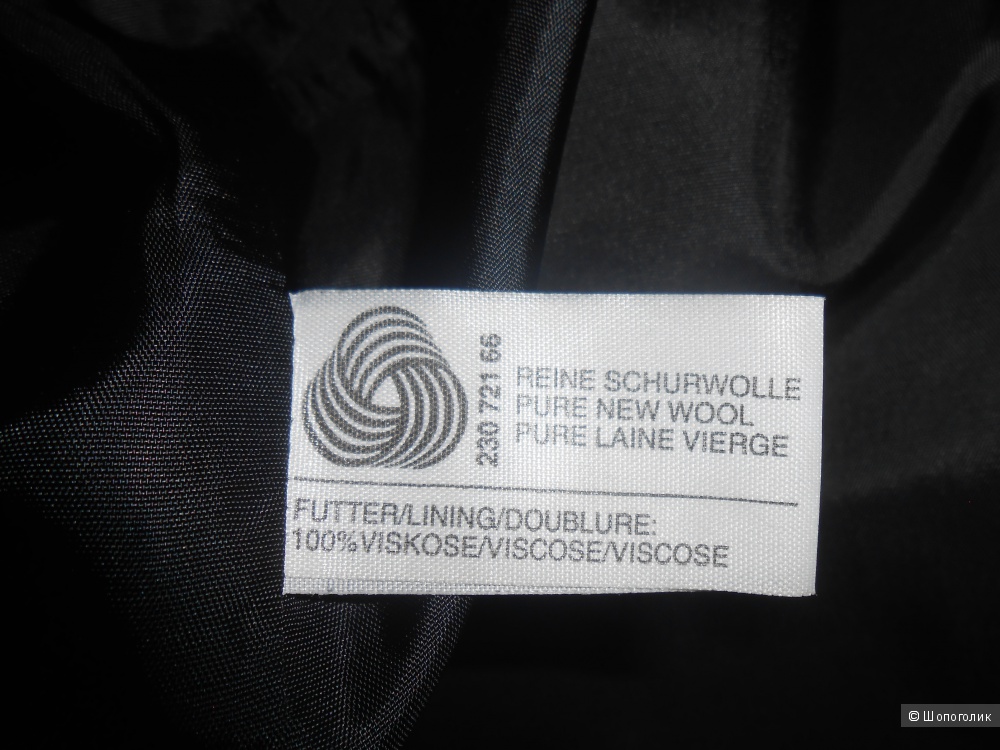 230 721 66
REINE SCHURWOLLE
PURE NEW WOOL
PURE LAINE VIERGE
FUTTER/LINING/DOUBLURE:
100%VISKOSE/VISCOSE/VISCOSE
© Шопоголик